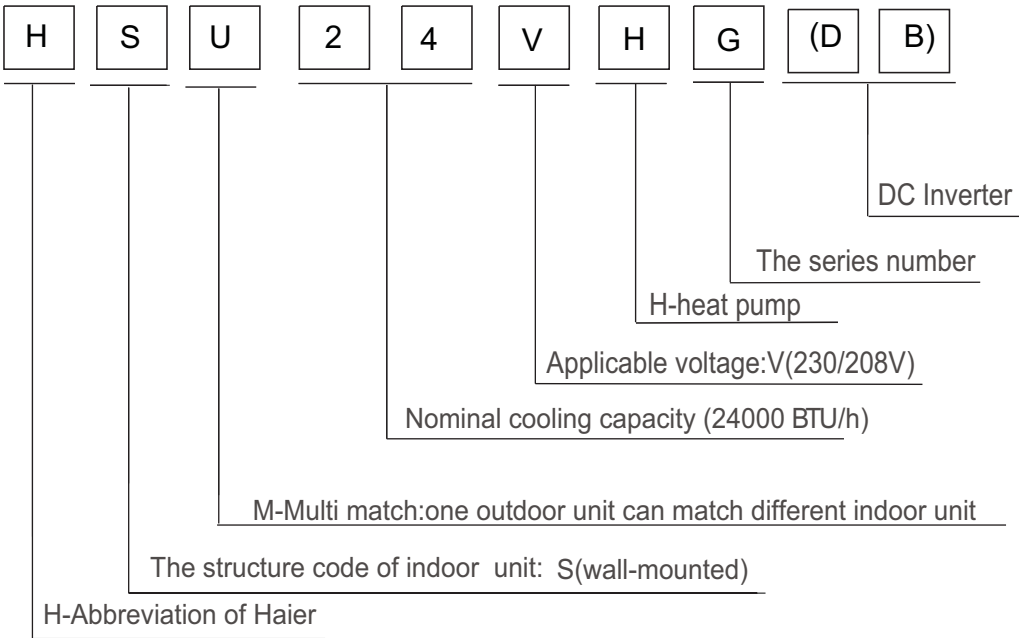 H S U 2 4 V H G (D B)
DC Inverter
The series number
H-heat pump
Applicable voltage:V(230/208V)
Nominal cooling capacity (24000 BTU/h)
M-Multi match:one outdoor unit can match different indoor unit
The structure code of indoor unit: S(wall-mounted)
H-Abbreviation of Haier